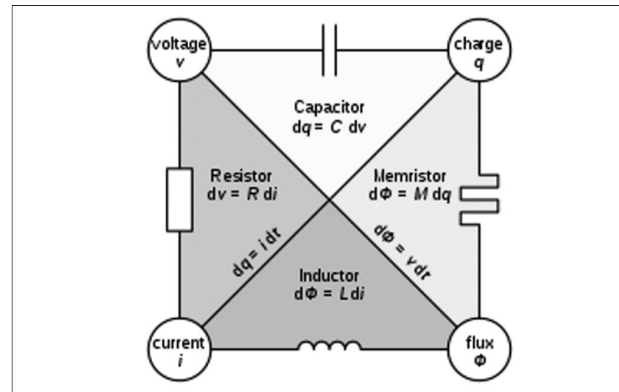 voltage
v
charge
q
Capacitor
dq = C dv
Resistor
dv = R di
Memristor
dΦ = M dq
dq = i dt
dΦ = v dt
Inductor
dΦ = L di
current
i
flux
Φ